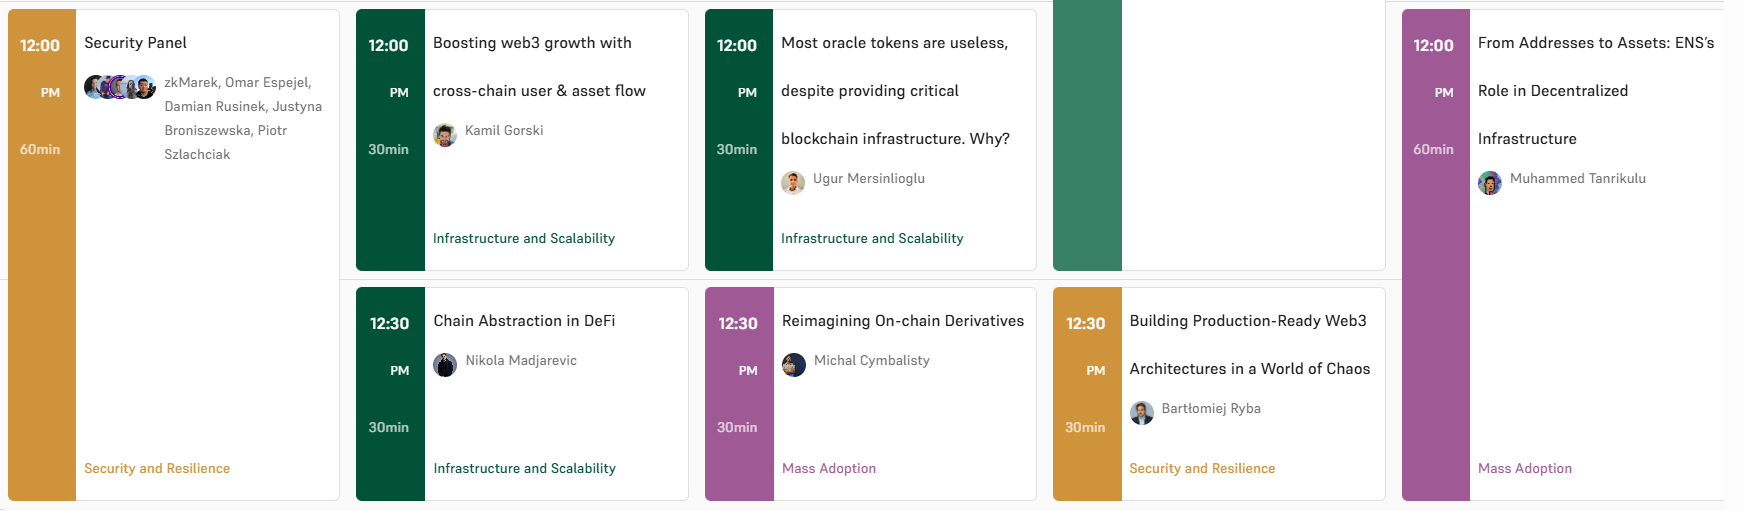 12:00
PM
60min
Security Panel
zkMarek, Omar Espejel,
Damian Rusinek, Justyna
Broniszewska, Piotr
Szlachciak
Security and Resilience
12:00
PM
30min
Boosting web3 growth with
cross-chain user & asset flow
Kamil Gorski
Infrastructure and Scalability
12:00
PM
30min
Most oracle tokens are useless,
despite providing critical
blockchain infrastructure. Why?
Ugur Mersinlioglu
Infrastructure and Scalability
12:00
PM
60min
From Addresses to Assets: ENS's
Role in Decentralized
Infrastructure
Muhammed Tanrikulu
Mass Adoption
12:30
PM
30min
Chain Abstraction in DeFi
Nikola Madjarevic
Infrastructure and Scalability
12:30
PM
30min
Reimagining On-chain Derivatives
Michal Cymbalisty
Mass Adoption
12:30
PM
30min
Building Production-Ready Web3
Architectures in a World of Chaos
Bartłomiej Ryba
Security and Resilience